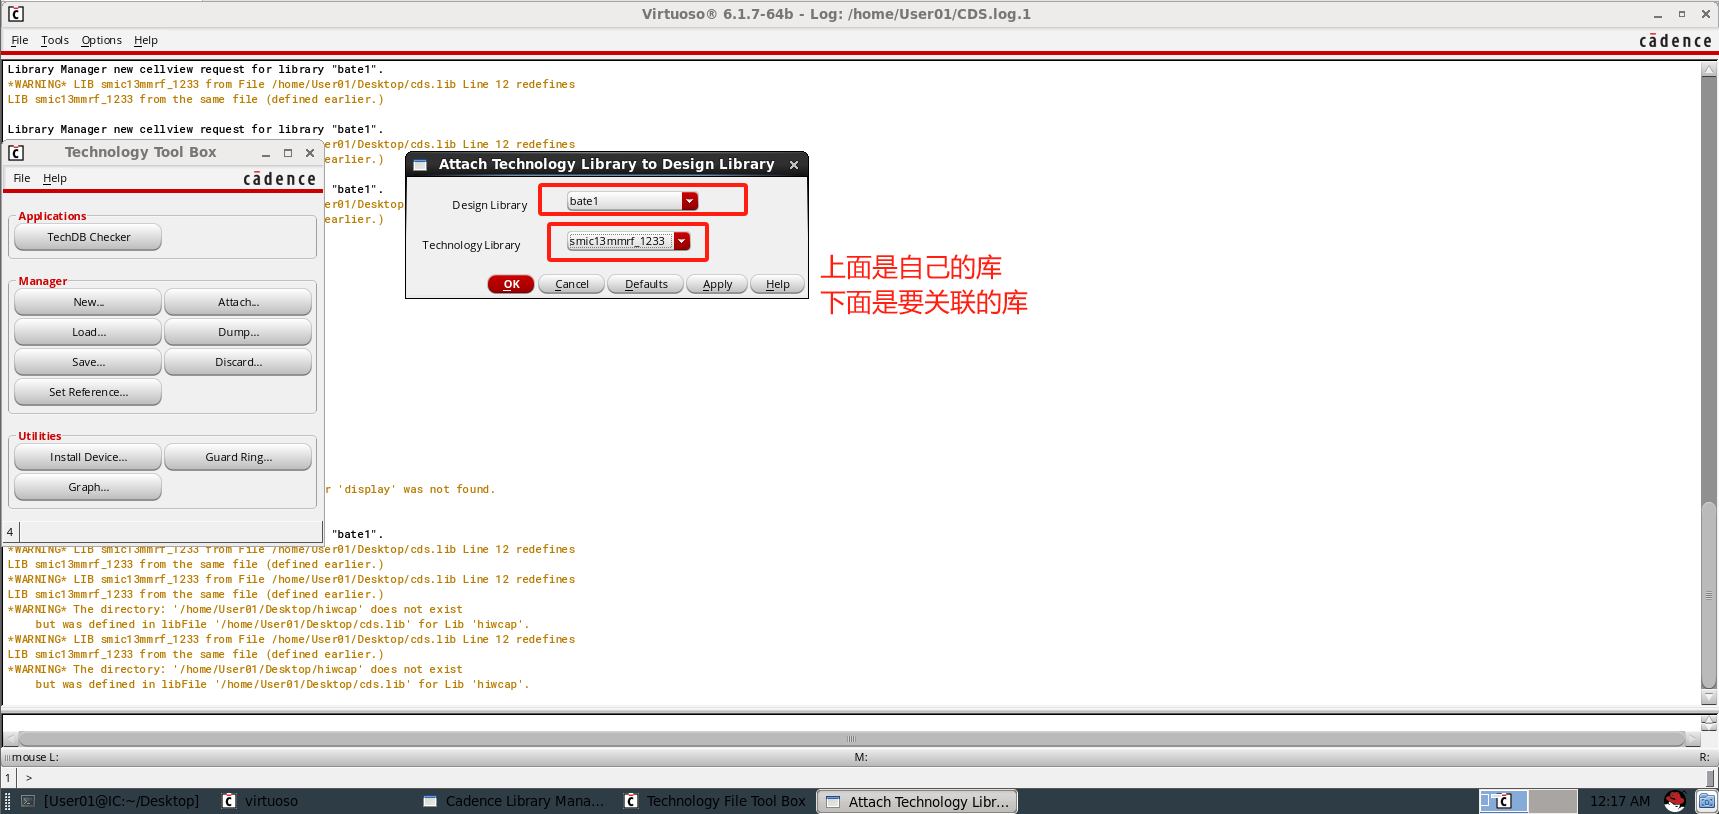 Virtuoso® 6.1.7-64b - Log: /home/User01/CDS.log.1
File Tools Options Help
cādence
Library Manager new cellview request for library "bate1".
*WARNING* LIB smic13mmrf_1233 from File /home/User01/Desktop/cds.lib Line 12 redefines
LIB smic13mmrf_1233 from the same file (defined earlier.)
Library Manager new cellview request for library "bate1".
ere1/Desktop/cds.lib Line 12 redefines
earlier.)
"bate1".
er01/Desktop
earlier.)
Technology Tool Box
File Help
cādence
Applications
TechDB Checker
Manager
New...
Attach...
Load...
Dump...
Save...
Discard...
Set Reference...
Utilities
Install Device...
Guard Ring...
Graph...
4
Attach Technology Library to Design Library
Design Library
bate1
Technology Library
smic13mmrf_1233
OK
Cancel
Defaults
Apply
Help
上面是自己的库
下面是要关联的库
r 'display' was not found.
"bate1".
*WARNING* LIB smic13mmrf_1233 from File /home/User01/Desktop/cds.lib Line 12 redefines
LIB smic13mmrf_1233 from the same file (defined earlier.)
*WARNING* LIB smic13mmrf_1233 from File /home/User01/Desktop/cds.lib Line 12 redefines
LIB smic13mmrf_1233 from the same file (defined earlier.)
*WARNING* The directory: '/home/User01/Desktop/hiwcap' does not exist
but was defined in libFile '/home/User01/Desktop/cds.lib' for Lib 'hiwcap'.
*WARNING* LIB smic13mmrf_1233 from File /home/User01/Desktop/cds.lib Line 12 redefines
LIB smic13mmrf_1233 from the same file (defined earlier.)
*WARNING* The directory: '/home/User01/Desktop/hiwcap' does not exist
but was defined in libFile '/home/User01/Desktop/cds.lib' for Lib 'hiwcap'.
mouse L: M: R:
1 >
[User01@IC:~/Desktop]
virtuoso
Cadence Library Mana...
Technology File Tool Box
Attach Technology Libr...
12:17 AM